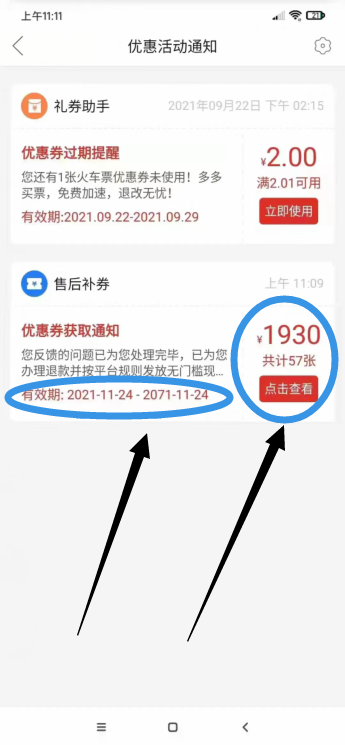 上午11:11
21
优惠活动通知
礼券助手
2021年09月22日 下午 02:15
优惠券过期提醒
您还有1张火车票优惠券未使用！多多
买票，免费加速，退改无忧！
有效期:2021.09.22-2021.09.29
¥2.00
满2.01可用
立即使用
售后补券
上午 11:09
优惠券获取通知
您反馈的问题已为您处理完毕，已为您
办理退款并按平台规则发放无门槛现...
有效期: 2021-11-24 - 2071-11-24
¥1930
共计57张
点击查看